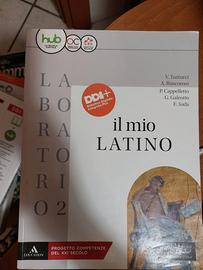 hub
LABORATORIO 2
V. Tantucci
A. Roncoroni
P. Cappelletto
G. Galeotto
E. Sada
DDI+
il mio
LATINO
PROGETTO COMPETENZE
DEL XXI SECOLO